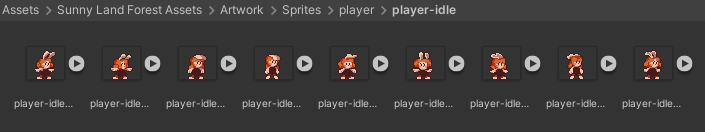 Assets > Sunny Land Forest Assets > Artwork > Sprites > player > player-idle
player-idle... player-idle... player-idle... player-idle... player-idle... player-idle... player-idle... player-idle... player-idle...